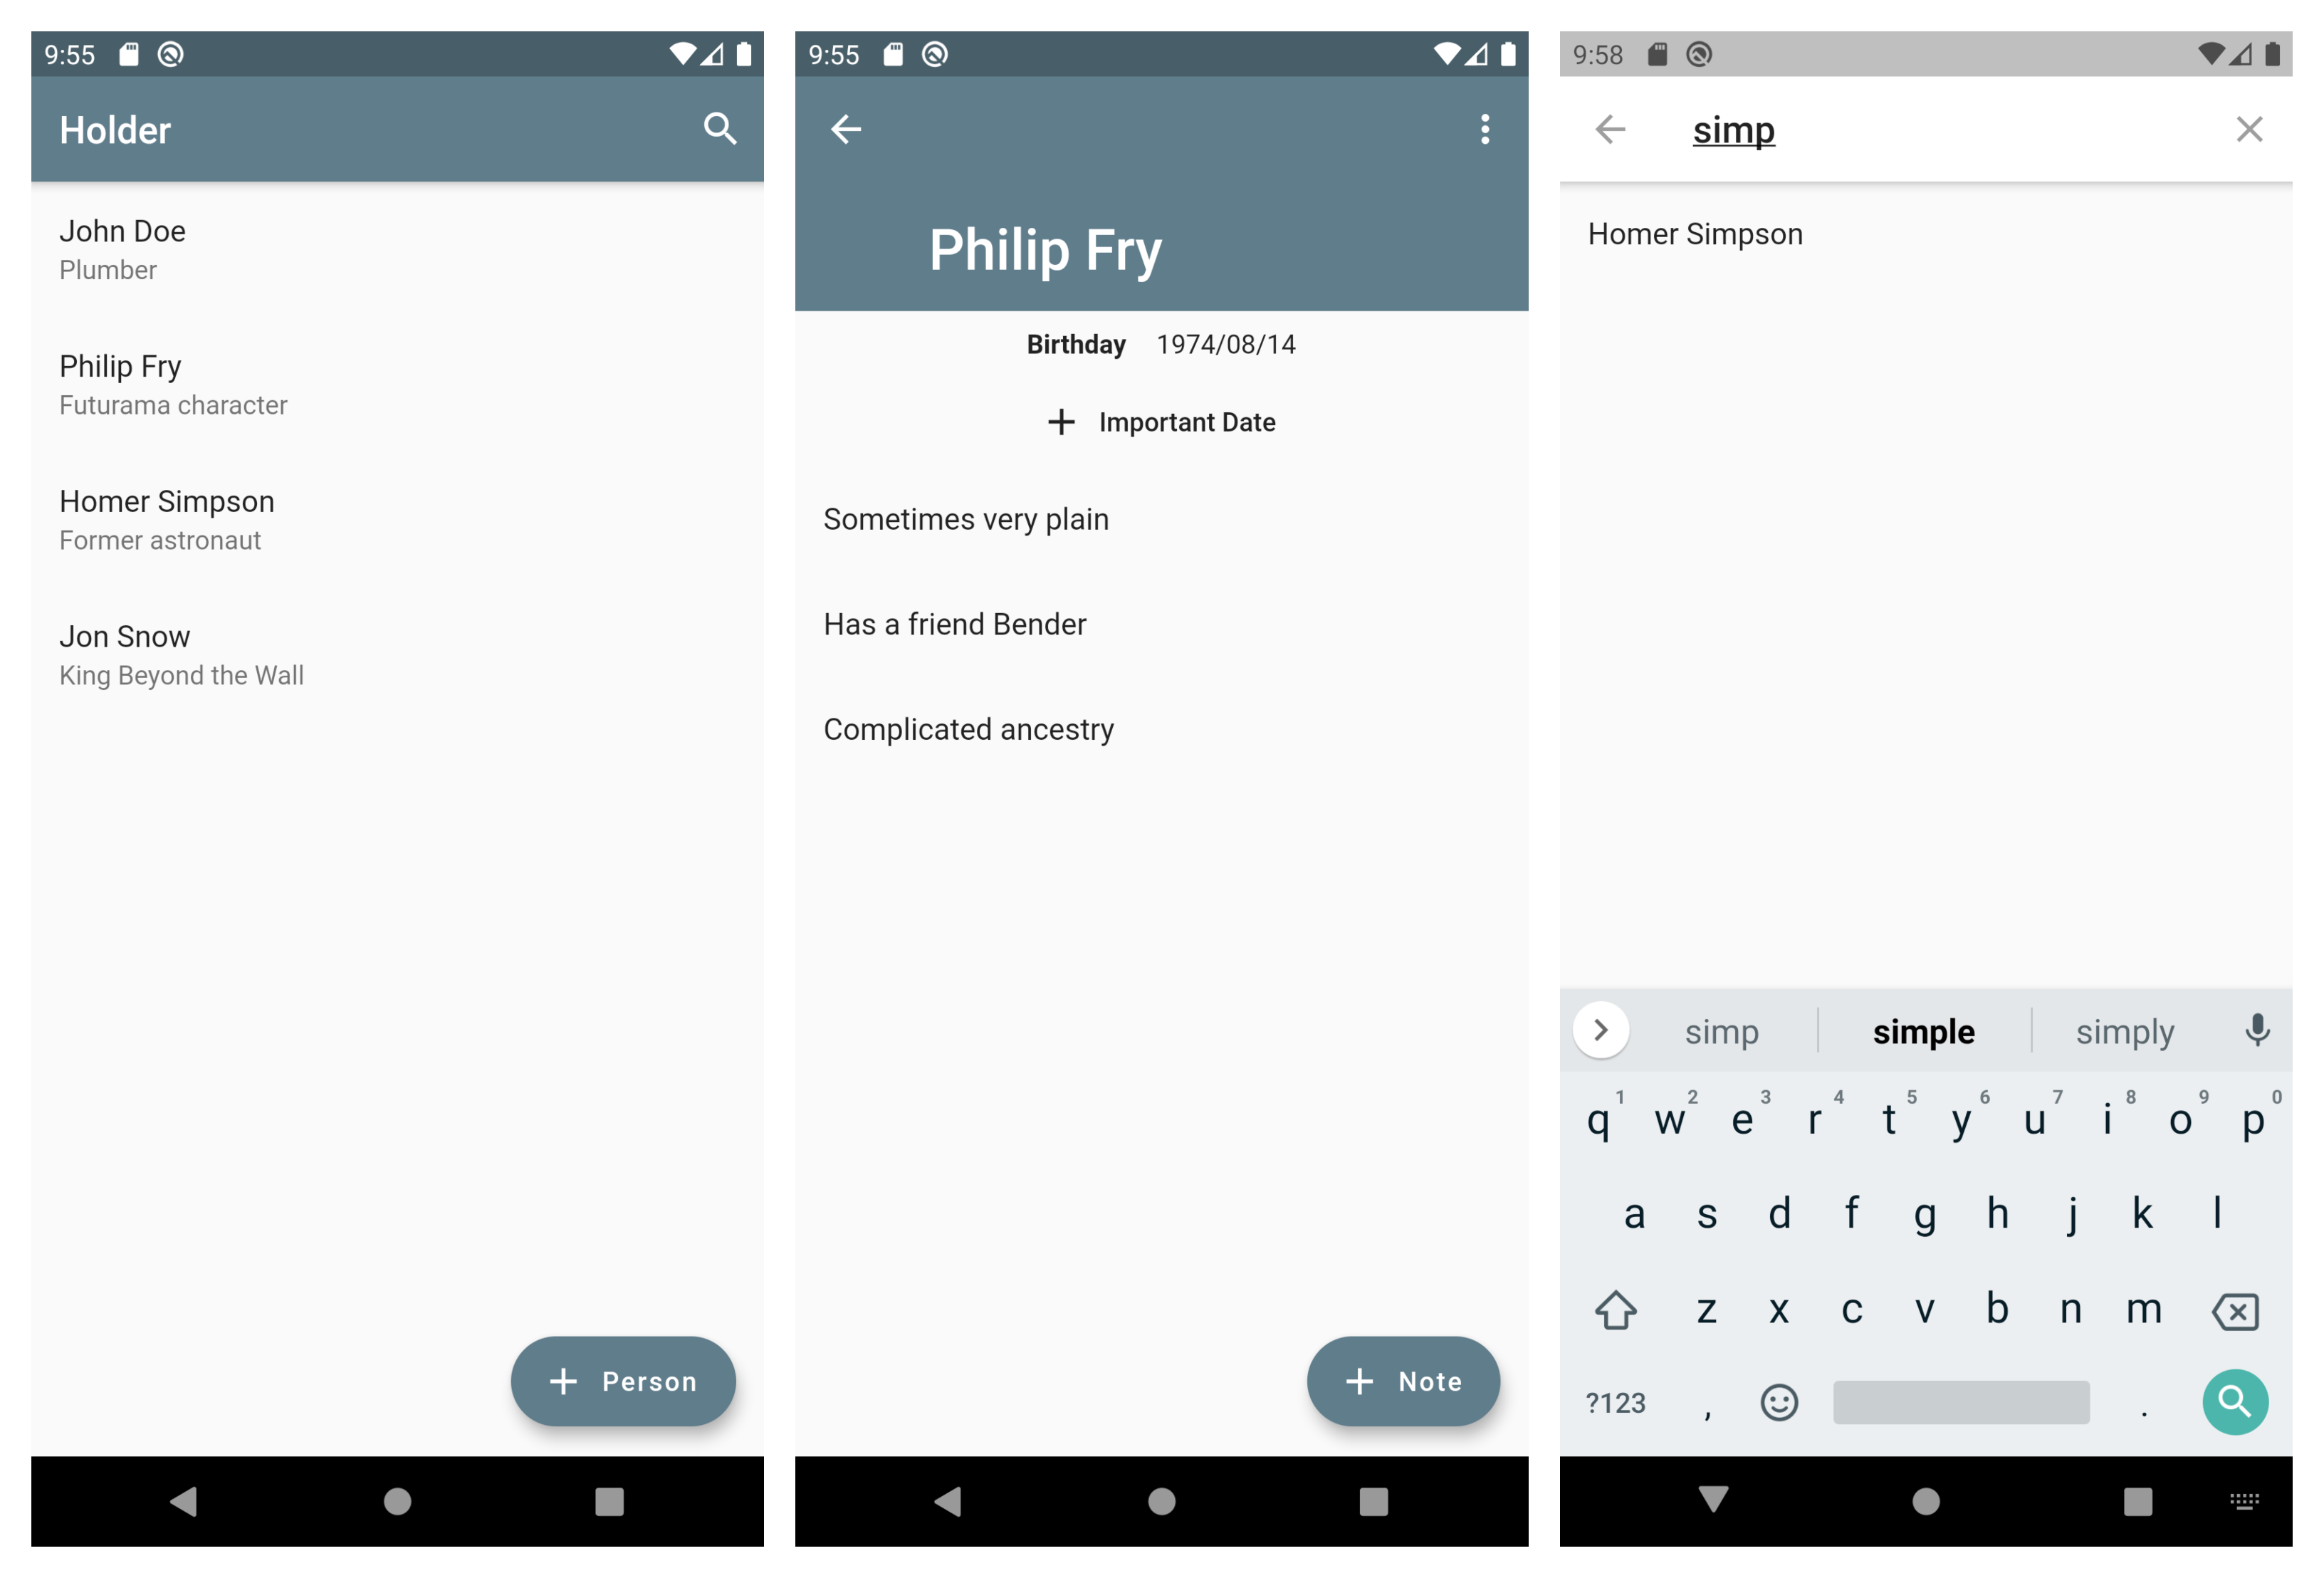 9:55
Holder
John Doe
Plumber
Philip Fry
Futurama character
Homer Simpson
Former astronaut
Jon Snow
King Beyond the Wall
+ Person
9:55
Philip Fry
Birthday 1974/08/14
+ Important Date
Sometimes very plain
Has a friend Bender
Complicated ancestry
+ Note
9:58
simp
Homer Simpson
simp simple simply
q1 w2 e3 r4 t5 y6 u7 i8 o9 p0
a s d f g h j k l
z x c v b n m
?123 , .